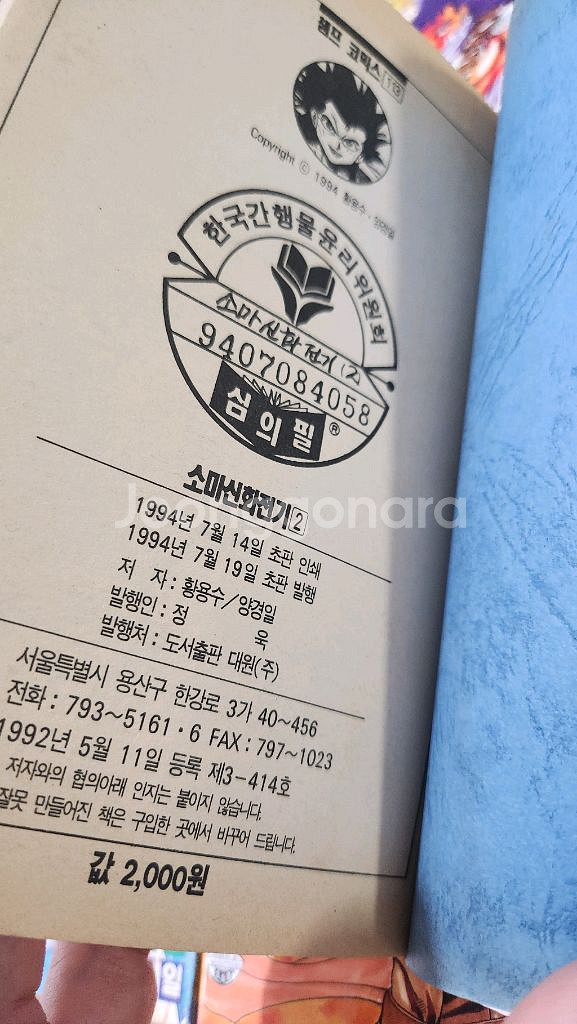 점프 코믹스 113
Copyright ⓒ 1994 황용수·양경일
한국간행물윤리위원회
소마신화전기(2)
9407084058
심의필 ®
소마신화전기 2
Joonggonara
1994년 7월 14일 초판 인쇄
1994년 7월 19일 초판 발행
저 자 : 황용수/양경일
발행인 : 정 욱
발행처 : 도서출판 대원(주)
서울특별시 용산구 한강로 3가 40~456
전화 : 793~5161·6 FAX : 797~1023
1992년 5월 11일 등록 제3-414호
저자와의 협의아래 인지는 붙이지 않습니다.
잘못 만들어진 책은 구입한 곳에서 바꾸어 드립니다.
값 2,000원
일